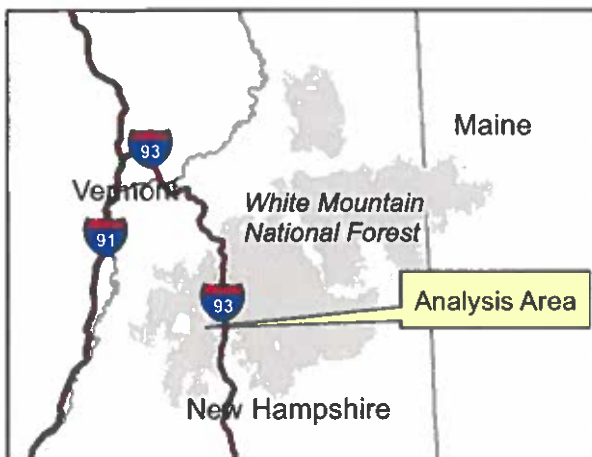 93
Maine
Vermont
White Mountain
National Forest
91
93
Analysis Area
New Hampshire